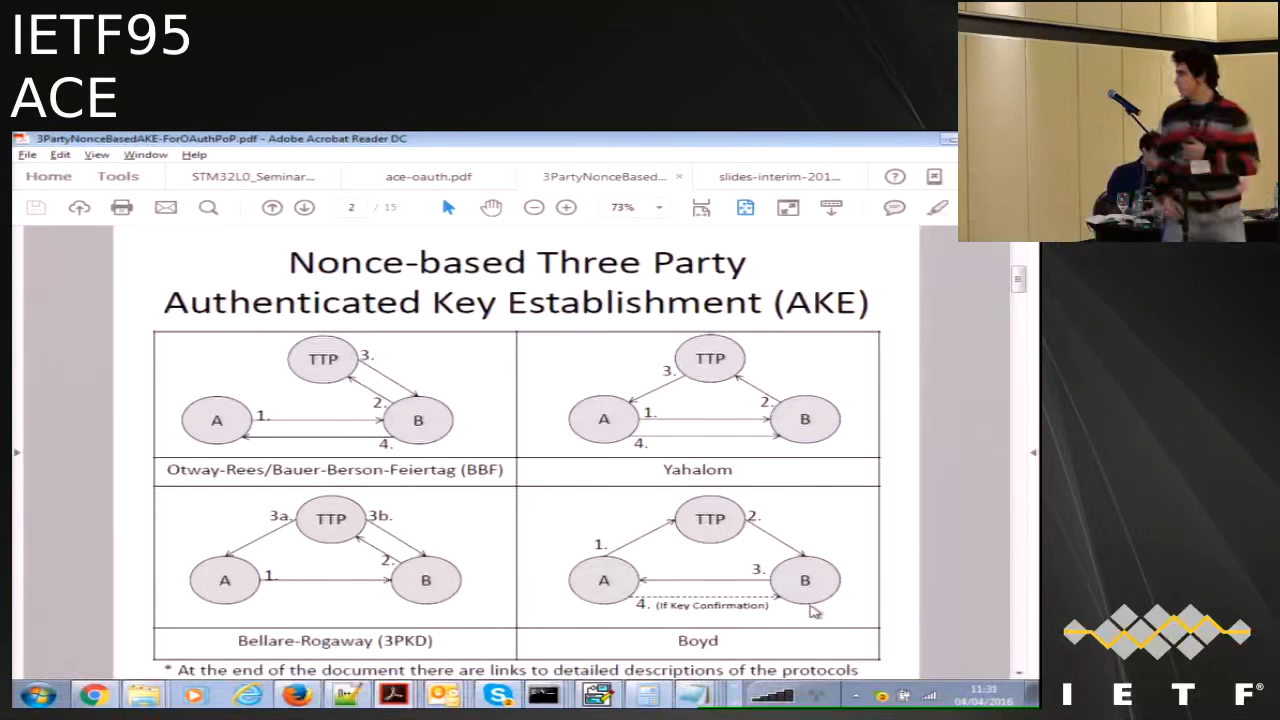 IETF95
ACE
3PartyNonceBasedAKE-ForOAuthPoP.pdf - Adobe Acrobat Reader DC
File Edit View Window Help
Home Tools STM32L0_Seminar... ace-oauth.pdf 3PartyNonceBased... × slides-interim-201...
2 / 15 73%
Nonce-based Three Party
Authenticated Key Establishment (AKE)
TTP 3.
2.
A 1. B
4.
Otway-Rees/Bauer-Berson-Feiertag (BBF)
TTP
3.
2.
A 1. B
4.
Yahalom
3a. TTP 3b.
2.
A 1. B
Bellare-Rogaway (3PKD)
TTP 2.
1.
3.
A B
4. (If Key Confirmation)
Boyd
* At the end of the document there are links to detailed descriptions of the protocols
11:31
04/04/2016
I E T F®